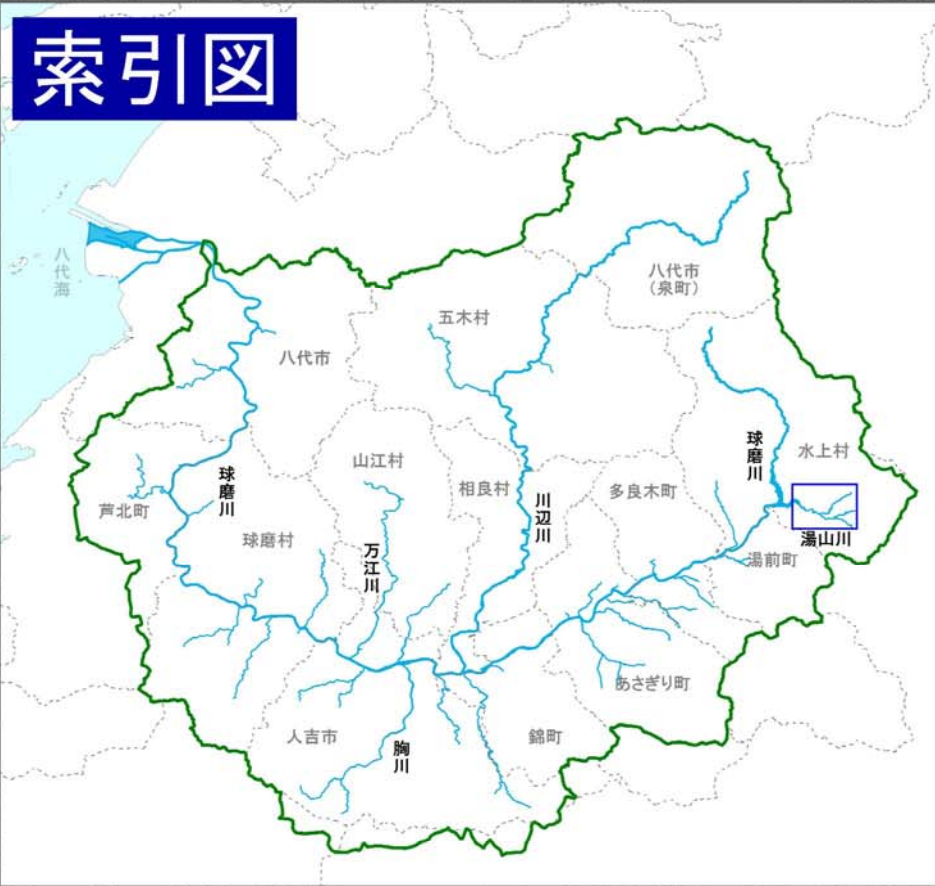 索引図
八代海
八代市
(泉町)
五木村
八代市
水上村
球磨川
山江村
相良村
多良木町
球磨川
川辺川
芦北町
球磨村
万江川
湯山川
湯前町
あさぎり町
人吉市
胸川
錦町